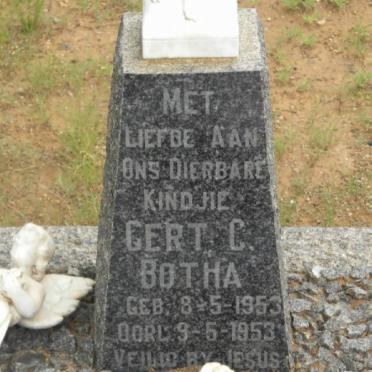 MET
LIEFDE AAN
ONS DIERBARE
KINDJIE
GERT C.
BOTHA
GEB. 8-5-1953
OORL. 9-5-1953
VEILIG BY JESUS